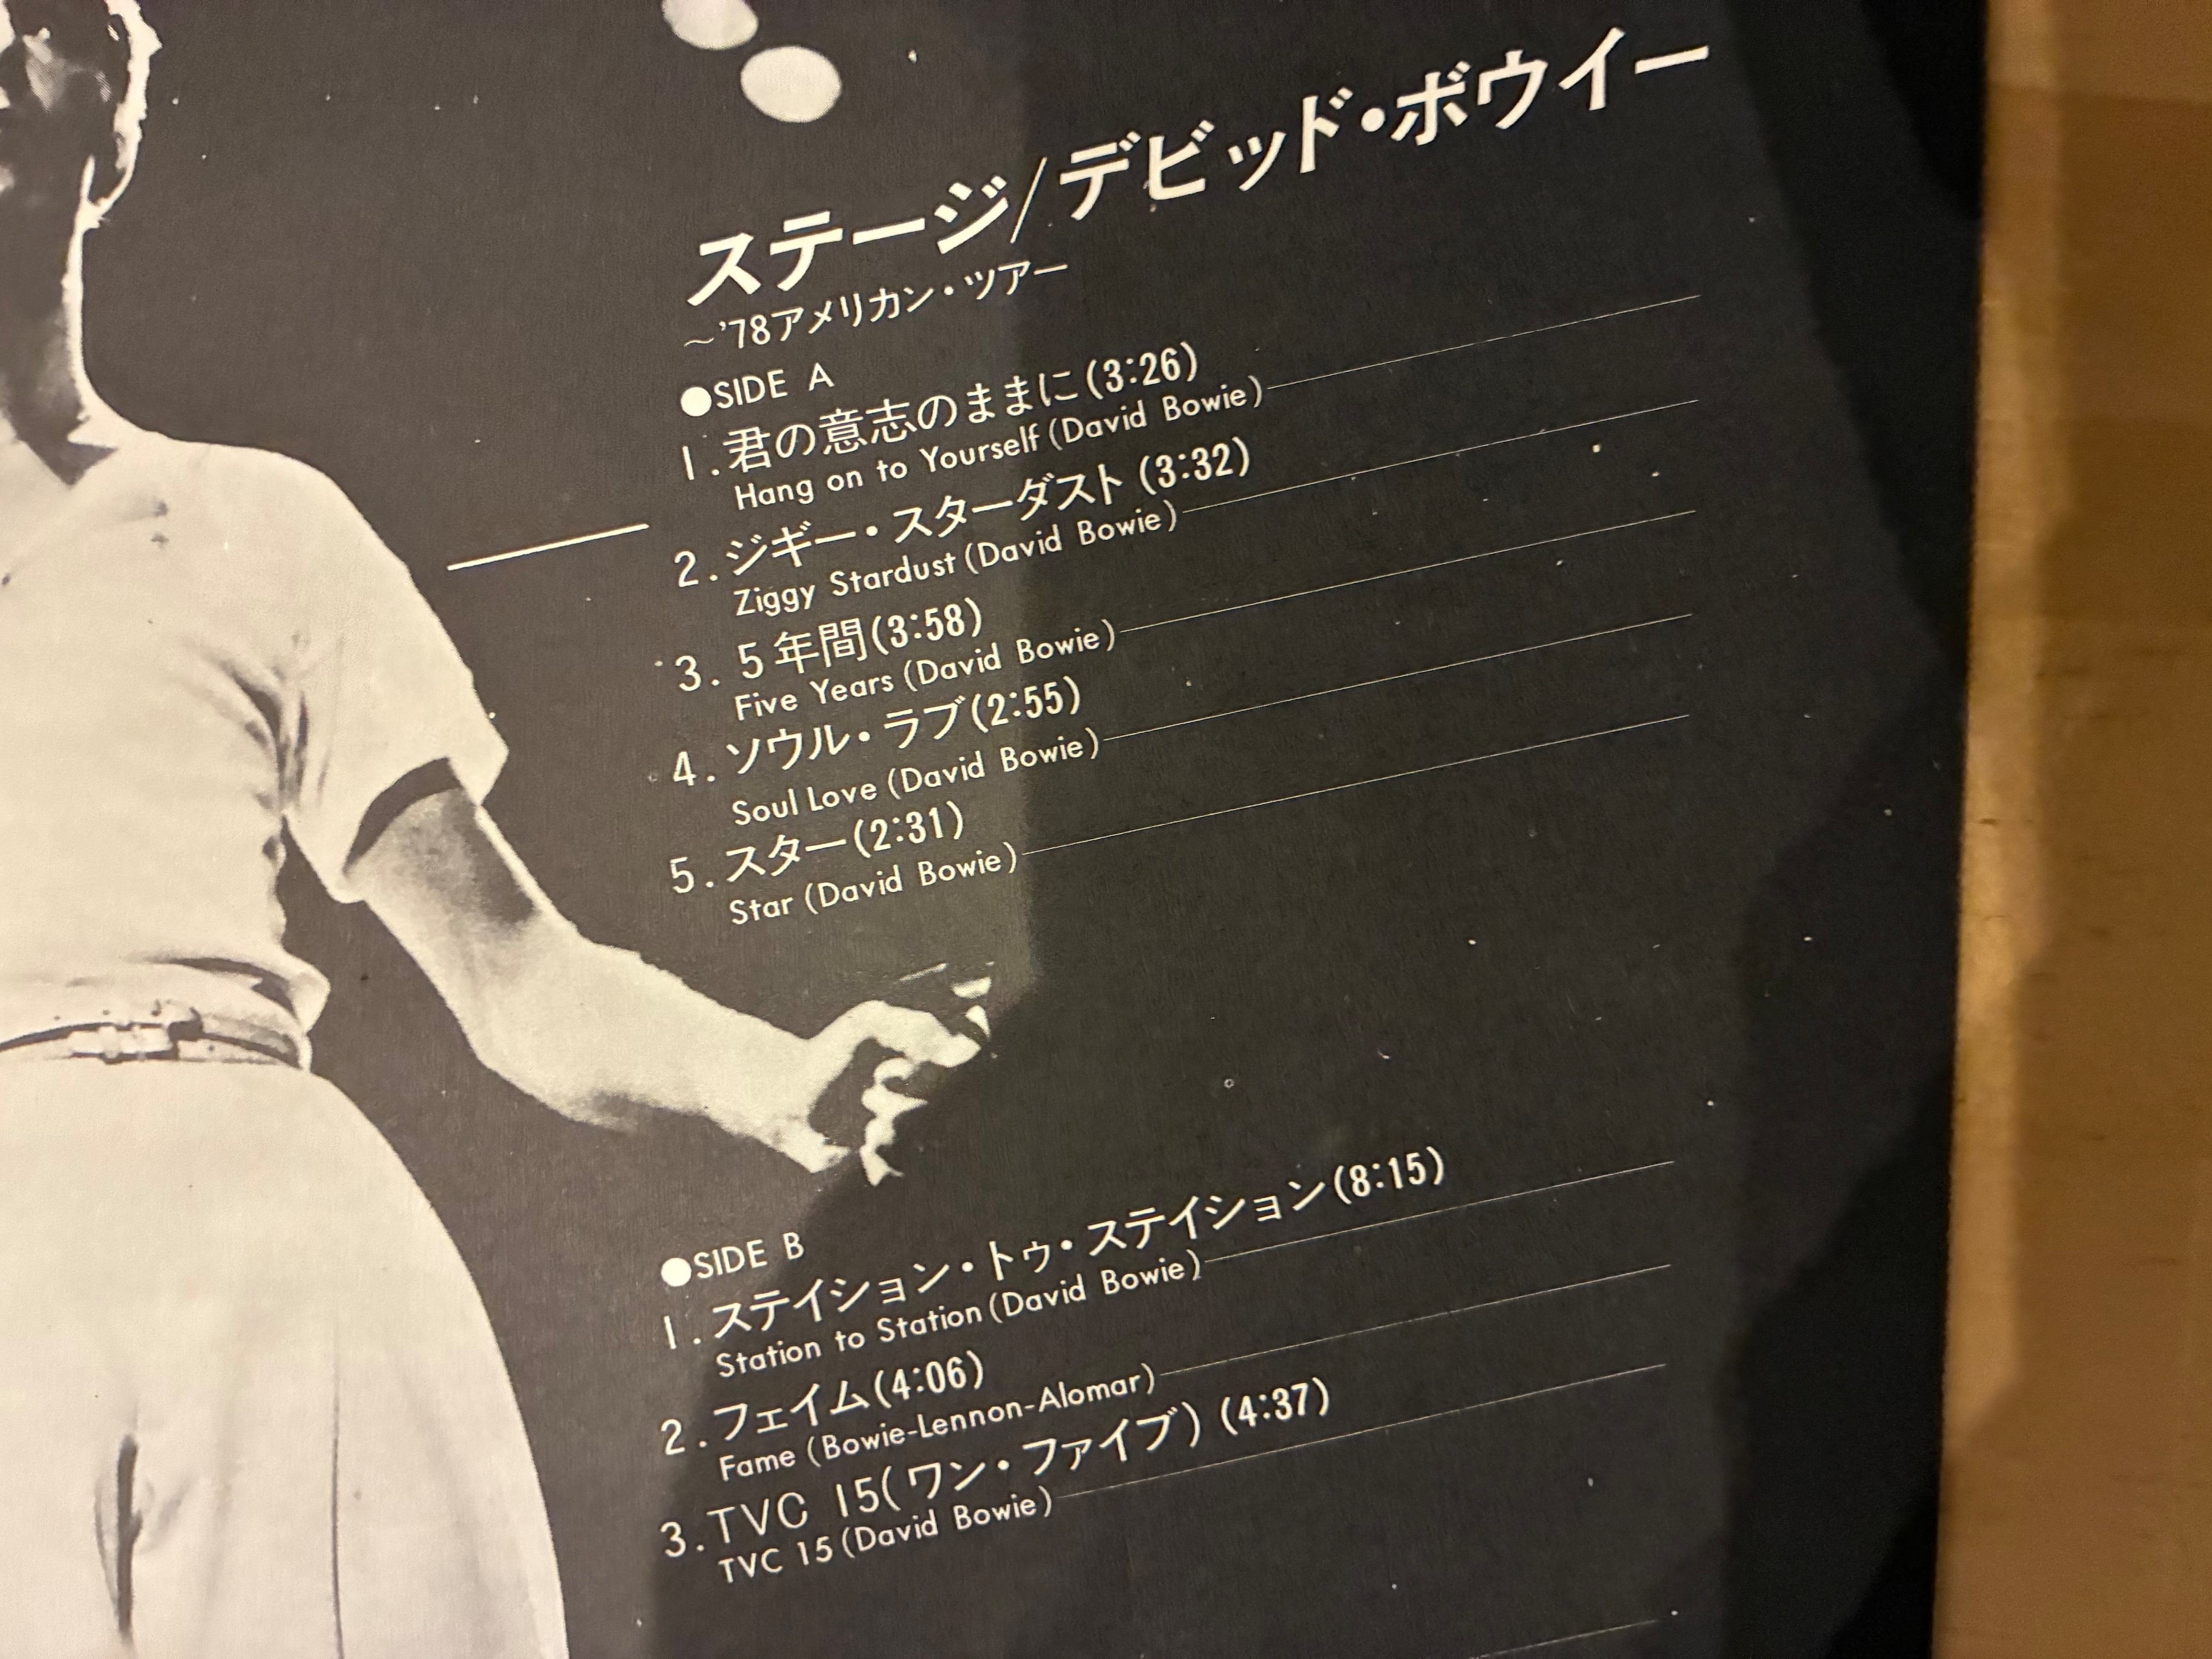 ステージ/デビッド・ボウイー
～'78アメリカン・ツアー
●SIDE A
1.君の意志のままに(3:26)
Hang on to Yourself (David Bowie)
2.ジギー・スターダスト(3:32)
Ziggy Stardust (David Bowie)
3.5年間(3:58)
Five Years (David Bowie)
4.ソウル・ラブ(2:55)
Soul Love (David Bowie)
5.スター(2:31)
Star (David Bowie)
●SIDE B
1.ステイション・トゥ・ステイション(8:15)
Station to Station (David Bowie)
2.フェイム(4:06)
Fame (Bowie-Lennon-Alomar)
3.TVC 15(ワン・ファイブ) (4:37)
TVC 15 (David Bowie)